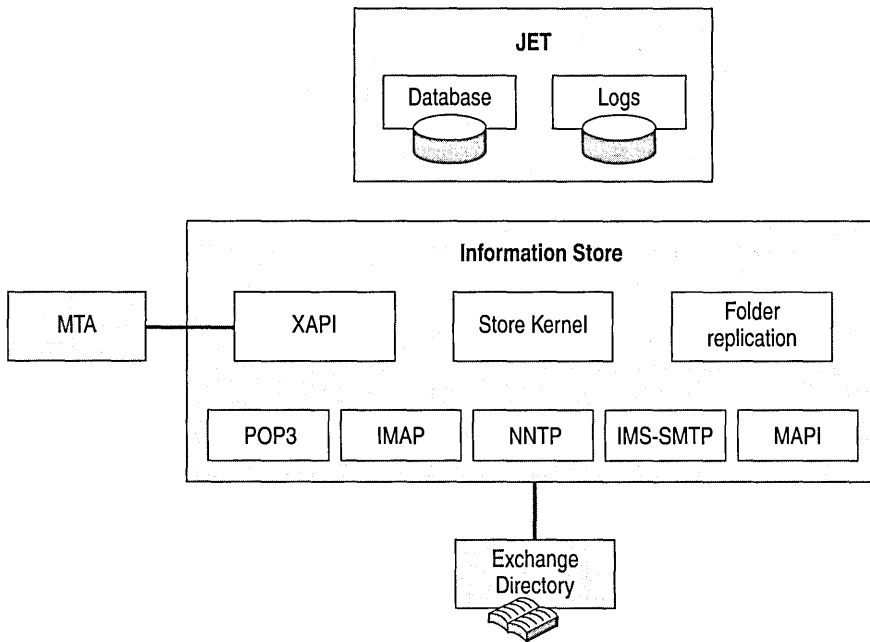 JET
Database
Logs
Information Store
MTA
XAPI
Store Kernel
Folder
replication
POP3
IMAP
NNTP
IMS-SMTP
MAPI
Exchange
Directory